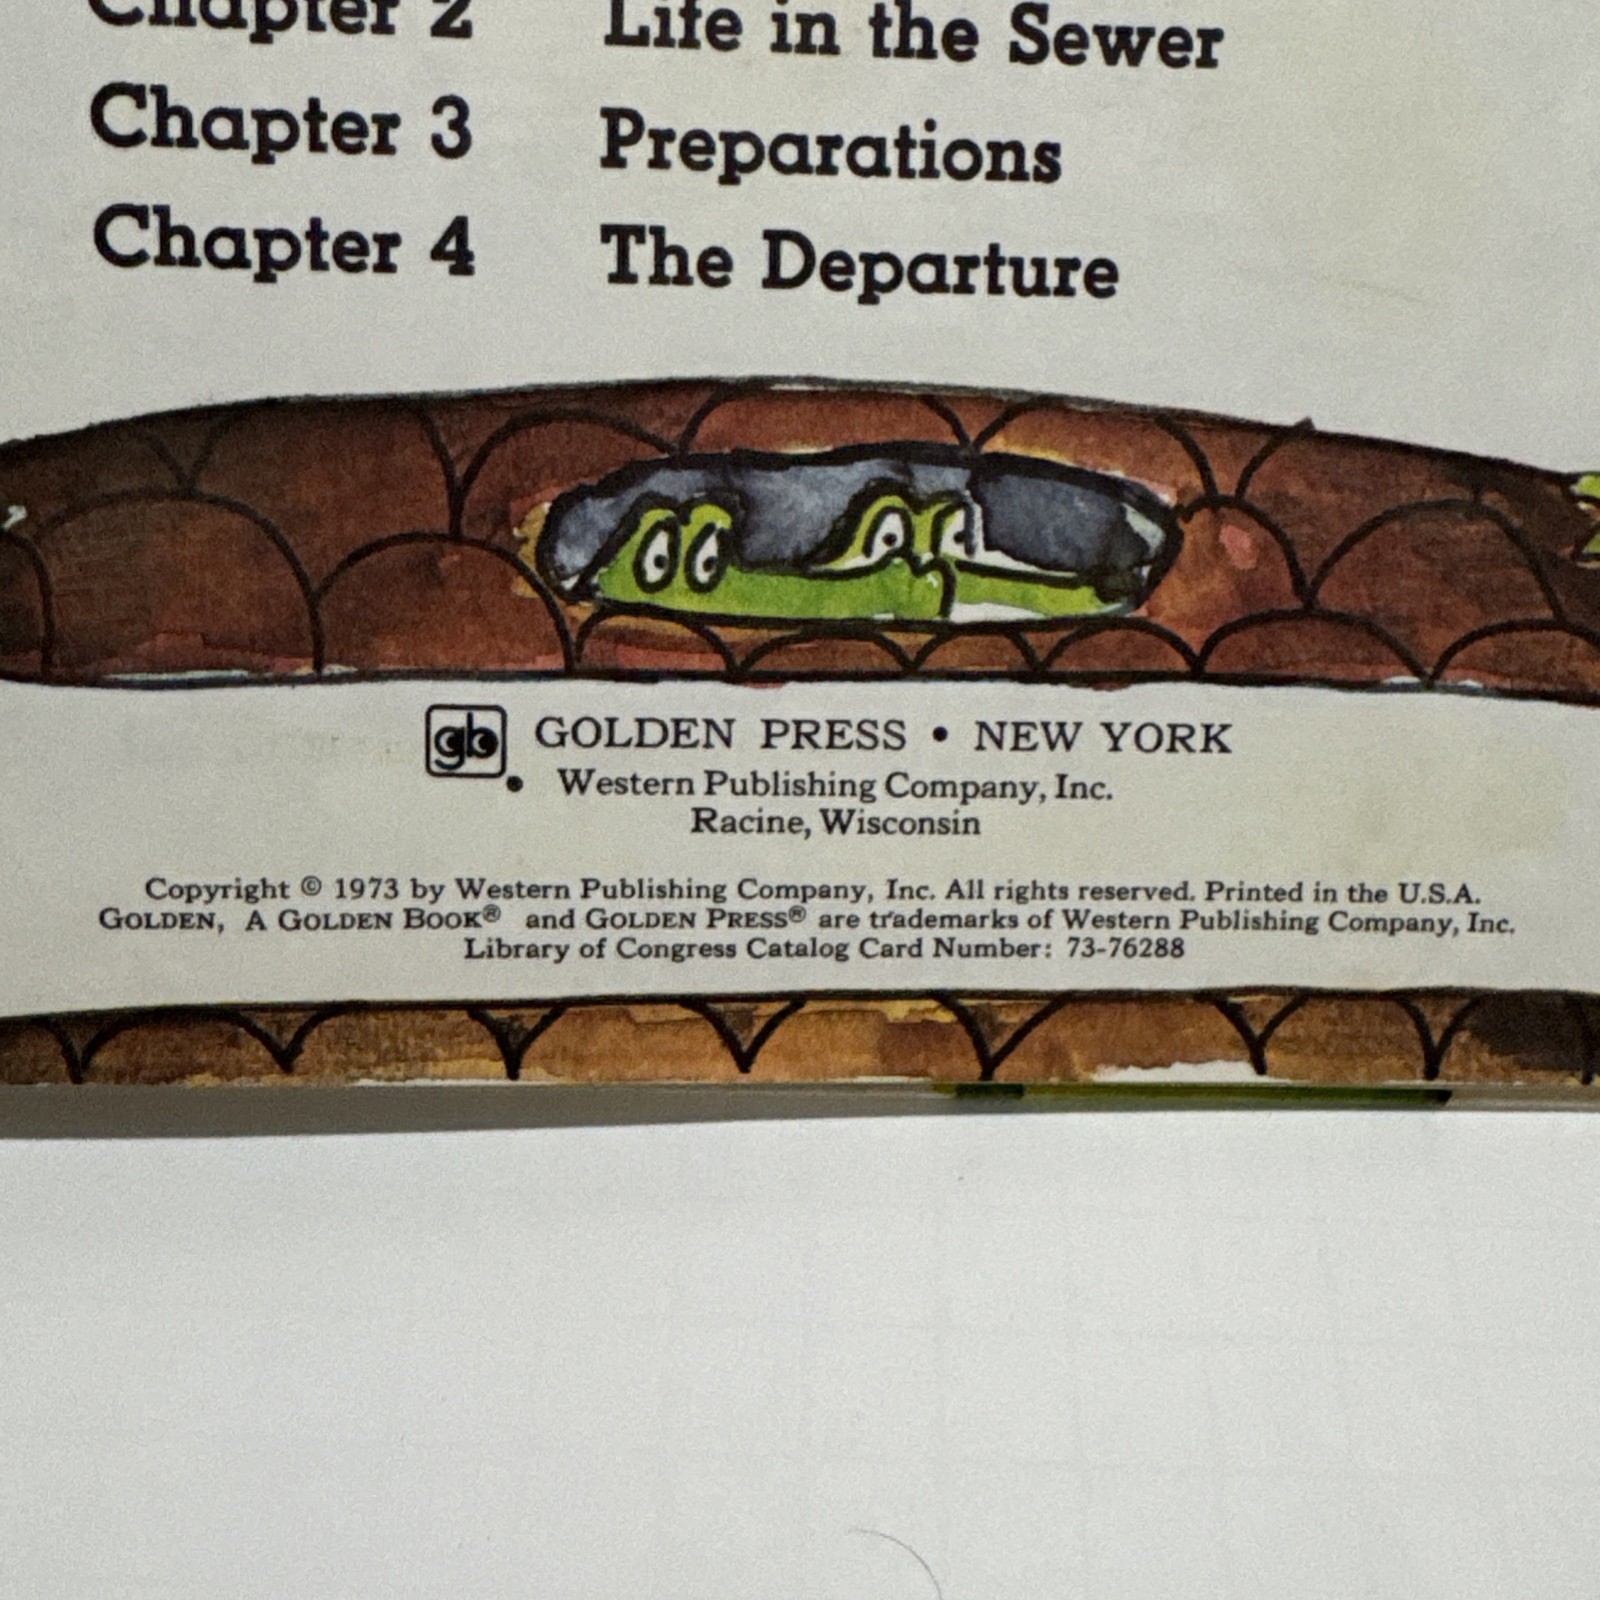 Chapter 2 Life in the Sewer
Chapter 3 Preparations
Chapter 4 The Departure
gb GOLDEN PRESS • NEW YORK
Western Publishing Company, Inc.
Racine, Wisconsin
Copyright © 1973 by Western Publishing Company, Inc. All rights reserved. Printed in the U.S.A.
GOLDEN, A GOLDEN BOOK® and GOLDEN PRESS® are trademarks of Western Publishing Company, Inc.
Library of Congress Catalog Card Number: 73-76288